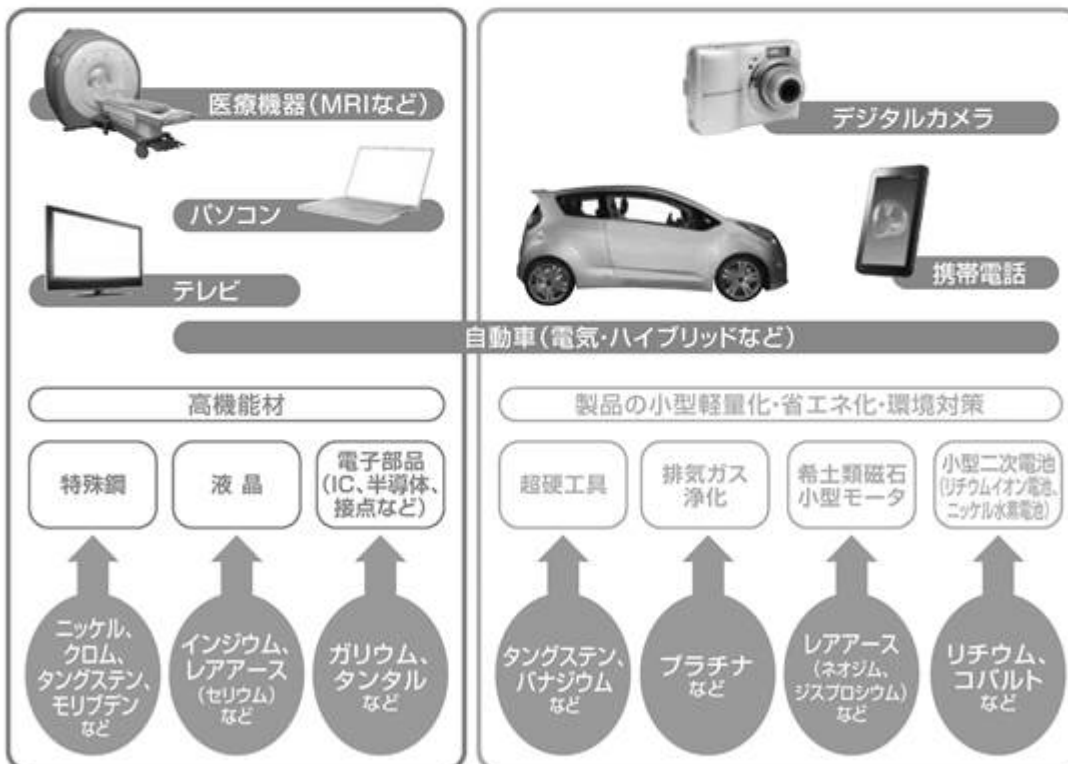 医療機器(MRIなど)
パソコン
テレビ
デジタルカメラ
携帯電話
自動車(電気・ハイブリッドなど)
高機能材
特殊鋼
液晶
電子部品
(IC、半導体、
接点など)
ニッケル、
クロム、
タングステン、
モリブデン
など
インジウム、
レアアース
(セリウム)
など
ガリウム、
タンタル
など
製品の小型軽量化・省エネ化・環境対策
超硬工具
排気ガス
浄化
希土類磁石
小型モータ
小型二次電池
(リチウムイオン電池、
ニッケル水素電池)
タングステン、
バナジウム
など
プラチナ
など
レアアース
(ネオジム、
ジスプロシウム)
など
リチウム、
コバルト
など